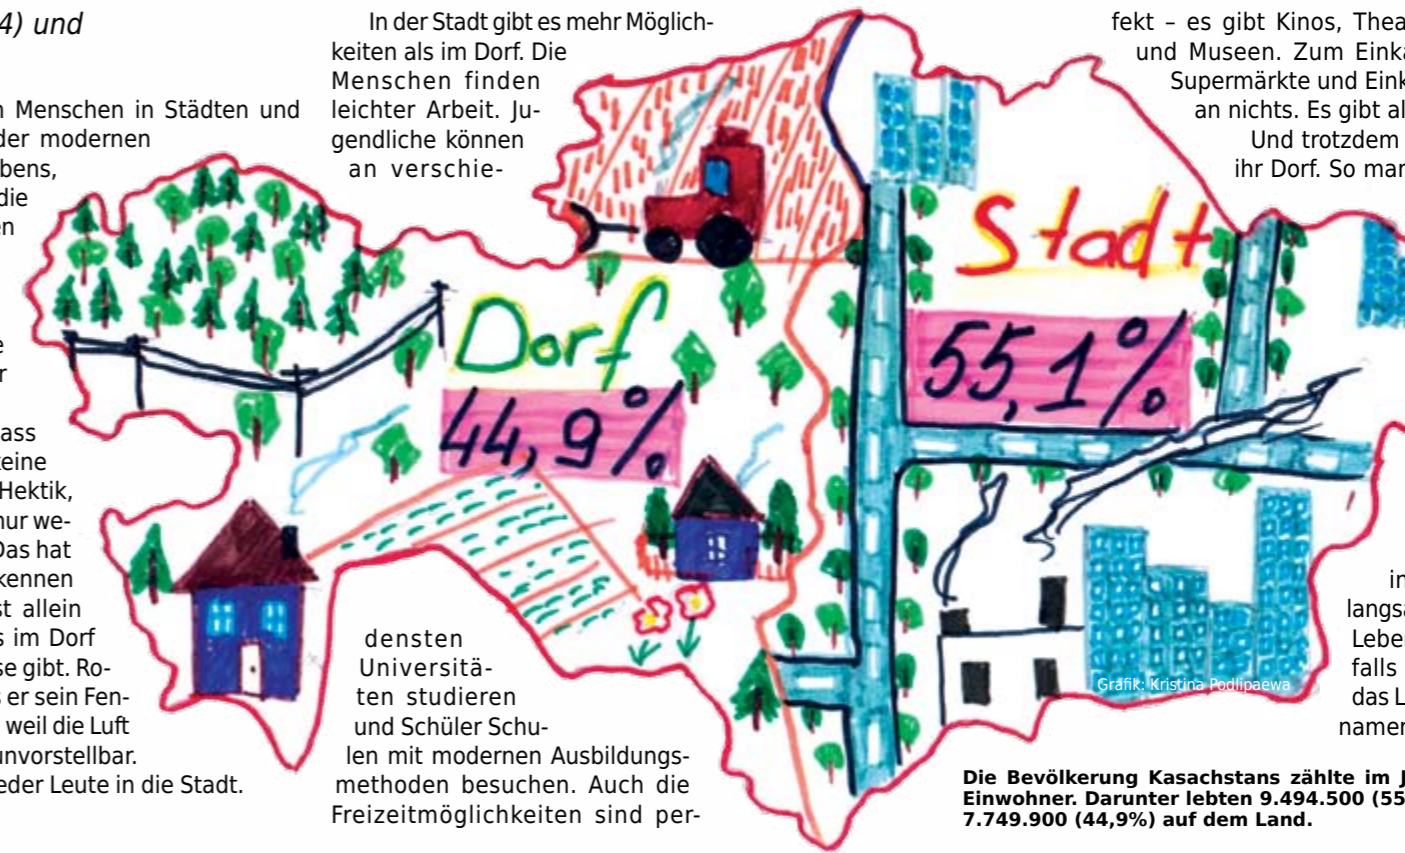 4) und
n Menschen in Städten und
der modernen
bens,
die
en
e
r
ass
keine
Hektik,
nur we-
Das hat
kennen
st allein
s im Dorf
se gibt. Ro-
s er sein Fen-
weil die Luft
unvorstellbar.
eder Leute in die Stadt.
In der Stadt gibt es mehr Möglich-
keiten als im Dorf. Die
Menschen finden
leichter Arbeit. Ju-
gendliche können
an verschie-
densten
Universitä-
ten studieren
und Schüler Schu-
len mit modernen Ausbildungs-
methoden besuchen. Auch die
Freizeitmöglichkeiten sind per-
fekt – es gibt Kinos, Thea
und Museen. Zum Einka
Supermärkte und Eink
an nichts. Es gibt al
Und trotzdem
ihr Dorf. So mar
in
langsa
Leber
falls
das L
namer
Dorf
44,9%
Stadt
55,1%
Grafik: Kristina Podlipaewa
Die Bevölkerung Kasachstans zählte im J
Einwohner. Darunter lebten 9.494.500 (55
7.749.900 (44,9%) auf dem Land.